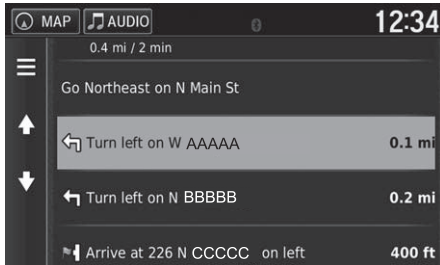 MAP AUDIO 12:34
0.4 mi / 2 min
Go Northeast on N Main St
Turn left on W AAAAA 0.1 mi
Turn left on N BBBBB 0.2 mi
Arrive at 226 N CCCCC on left 400 ft